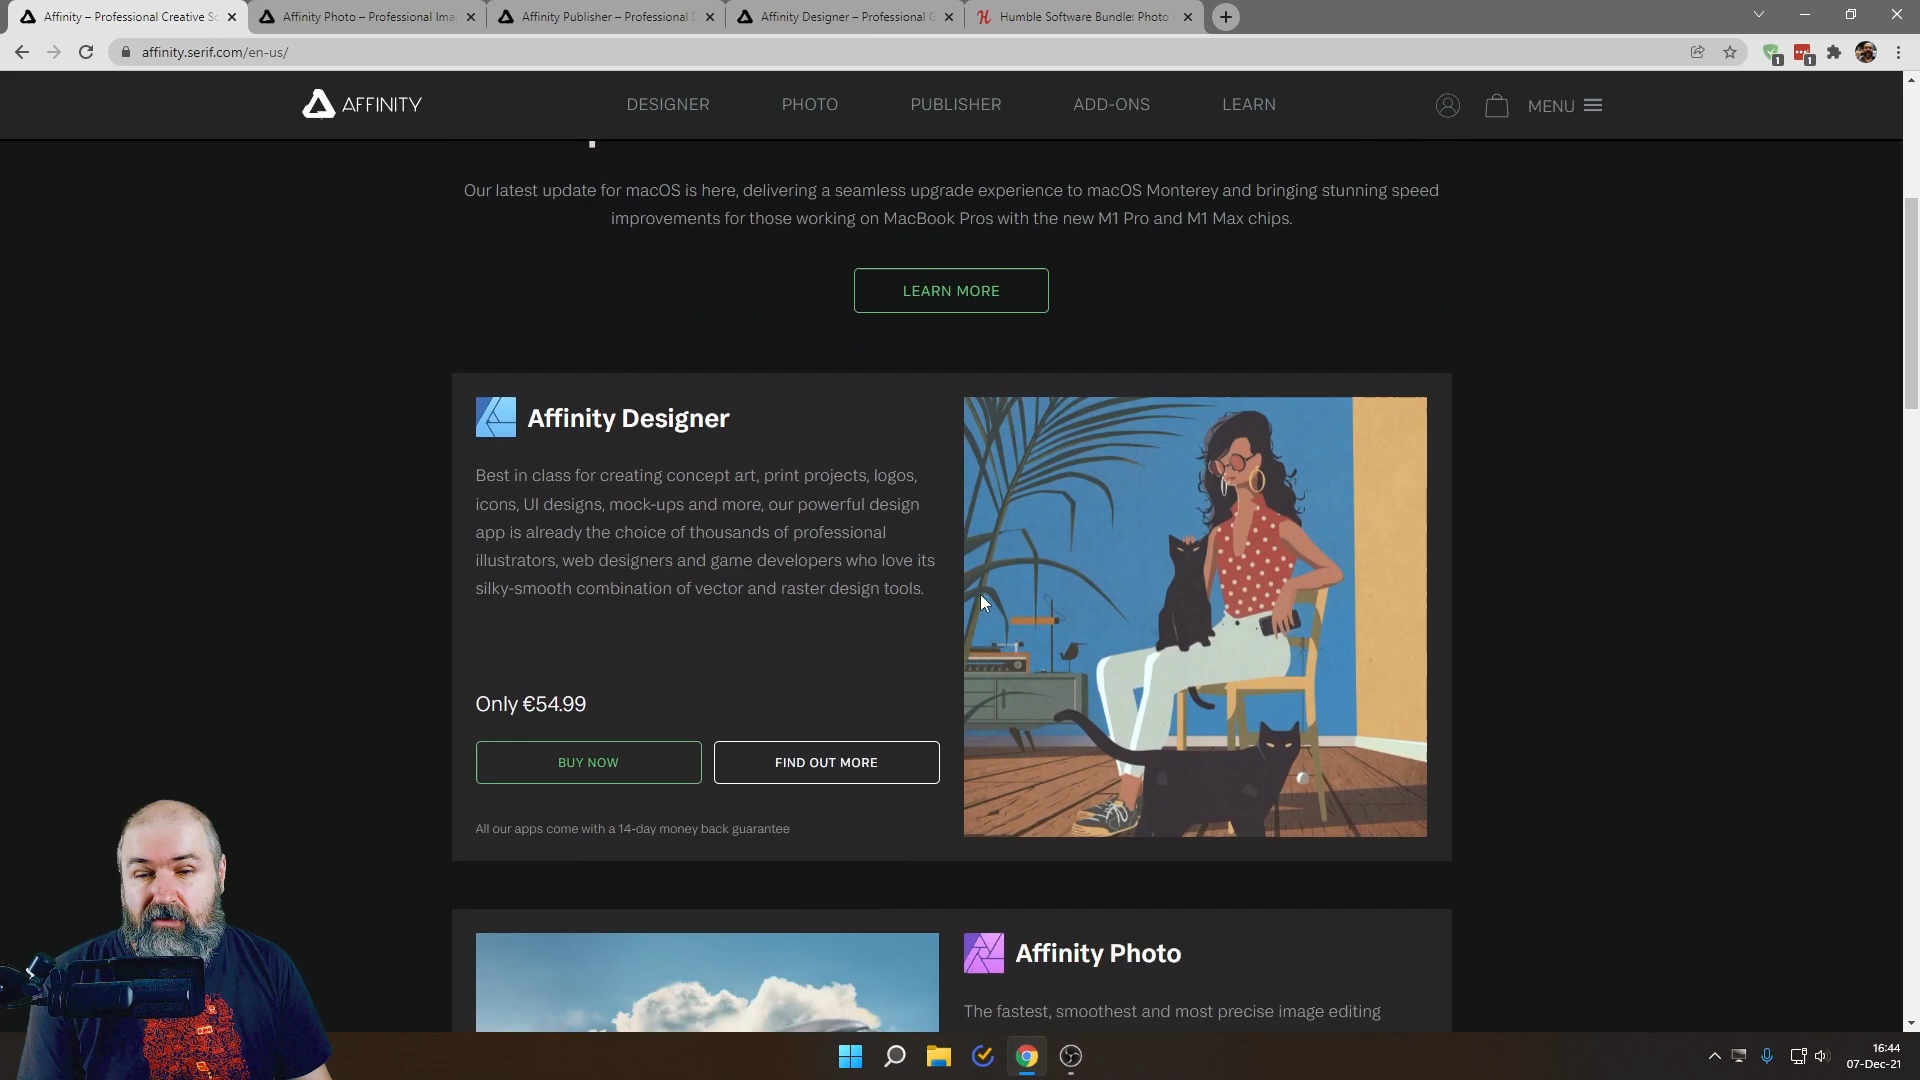 Affinity – Professional Creative So
Affinity Photo – Professional Ima
Affinity Publisher – Professional
Affinity Designer – Professional
Humble Software Bundle: Photo
affinity.serif.com/en-us/
1
1
AFFINITY
DESIGNER
PHOTO
PUBLISHER
ADD-ONS
LEARN
MENU
Our latest update for macOS is here, delivering a seamless upgrade experience to macOS Monterey and bringing stunning speed
improvements for those working on MacBook Pros with the new M1 Pro and M1 Max chips.
LEARN MORE
Affinity Designer
Best in class for creating concept art, print projects, logos,
icons, UI designs, mock-ups and more, our powerful design
app is already the choice of thousands of professional
illustrators, web designers and game developers who love its
silky-smooth combination of vector and raster design tools.
Only €54.99
BUY NOW
FIND OUT MORE
All our apps come with a 14-day money back guarantee
Affinity Photo
The fastest, smoothest and most precise image editing
16:44
07-Dec-21